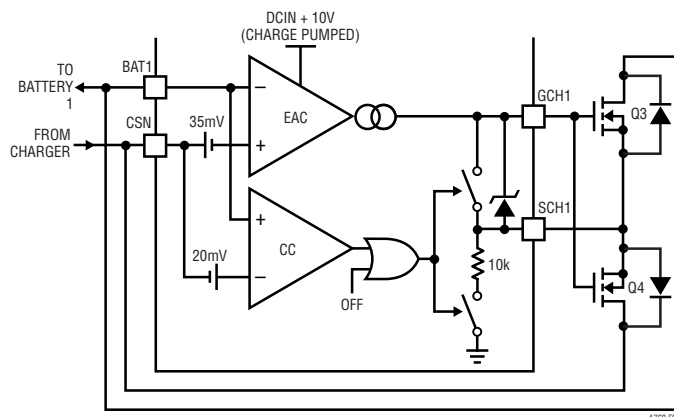 DCIN + 10V
(CHARGE PUMPED)
TO
BATTERY
1
BAT1
GCH1
–
EAC
Q3
35mV
CSN
FROM
CHARGER
+
SCH1
+
CC
20mV
–
10k
OFF
Q4